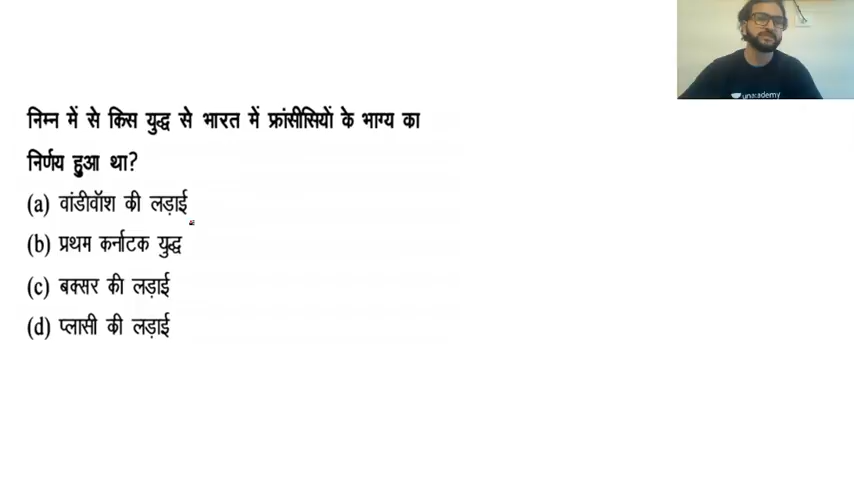 unacademy
निम्न में से किस युद्ध से भारत में फ्रांसीसियों के भाग्य का
निर्णय हुआ था?
(a) वांडीवॉश की लड़ाई
(b) प्रथम कर्नाटक युद्ध
(c) बक्सर की लड़ाई
(d) प्लासी की लड़ाई